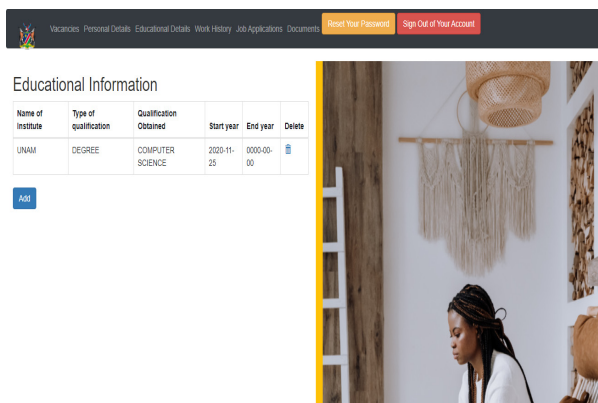 Vacancies Personal Details Educational Details Work History Job Applications Documents Reset Your Password Sign Out of Your Account
Educational Information
Name of Institute Type of qualification Qualification Obtained Start year End year Delete
UNAM DEGREE COMPUTER SCIENCE 2020-11-25 0000-00-00
Add